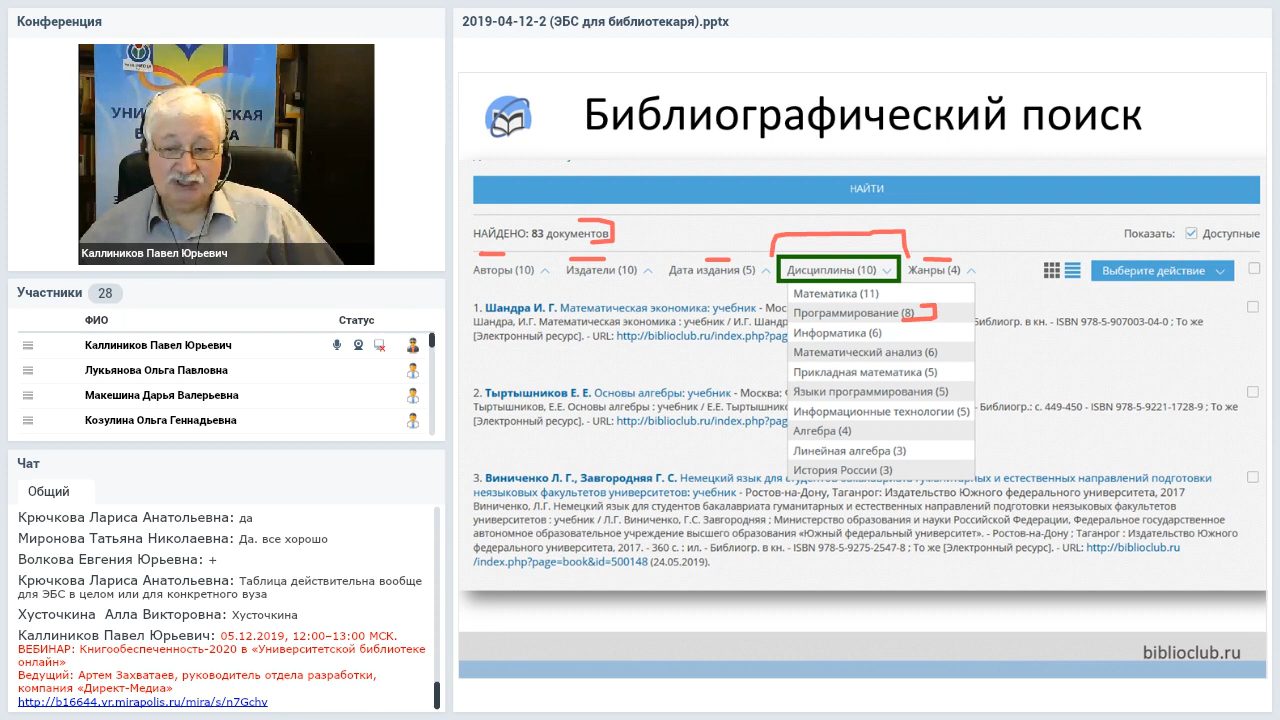 Конференция
УНИ
СКАЯ
Каллиников Павел Юрьевич
Участники 28
ФИО Статус
Каллиников Павел Юрьевич
Лукьянова Ольга Павловна
Макешина Дарья Валерьевна
Козулина Ольга Геннадьевна
Чат
Общий
Крючкова Лариса Анатольевна: да
Миронова Татьяна Николаевна: Да. все хорошо
Волкова Евгения Юрьевна: +
Крючкова Лариса Анатольевна: Таблица действительна вообще
для ЭБС в целом или для конкретного вуза
Хусточкина Алла Викторовна: Хусточкина
Каллиников Павел Юрьевич: 05.12.2019, 12:00–13:00 МСК.
ВЕБИНАР: Книгообеспеченность-2020 в «Университетской библиотеке
онлайн»
Ведущий: Артем Захватаев, руководитель отдела разработки,
компания «Директ-Медиа»
http://b16644.vr.mirapolis.ru/mira/s/n7Gchv
2019-04-12-2 (ЭБС для библиотекаря).pptx
Библиографический поиск
НАЙТИ
НАЙДЕНО: 83 документов Показать: Доступные
Авторы (10) Издатели (10) Дата издания (5) Дисциплины (10) Жанры (4) Выберите действие
Математика (11)
Программирование (8)
Информатика (6)
Математический анализ (6)
Прикладная математика (5)
Языки программирования (5)
Информационные технологии (5)
Алгебра (4)
Линейная алгебра (3)
История России (3)
1. Шандра И. Г. Математическая экономика: учебник - Мос
Шандра, И.Г. Математическая экономика : учебник / И.Г. Шандр Библиогр. в кн. - ISBN 978-5-907003-04-0 ; То же
[Электронный ресурс]. - URL: http://biblioclub.ru/index.php?pag
2. Тыртышников Е. Е. Основы алгебры: учебник - Москва: Ф
Тыртышников, Е.Е. Основы алгебры : учебник / Е.Е. Тыртышнико - Библиогр.: с. 449-450 - ISBN 978-5-9221-1728-9 ; То же
[Электронный ресурс]. - URL: http://biblioclub.ru/index.php?pag
3. Виниченко Л. Г., Завгородняя Г. С. Немецкий язык для студентов бакалавриата гуманитарных и естественных направлений подготовки
неязыковых факультетов университетов: учебник - Ростов-на-Дону, Таганрог: Издательство Южного федерального университета, 2017
Виниченко, Л.Г. Немецкий язык для студентов бакалавриата гуманитарных и естественных направлений подготовки неязыковых факультетов
университетов : учебник / Л.Г. Виниченко, Г.С. Завгородняя ; Министерство образования и науки Российской Федерации, Федеральное государственное
автономное образовательное учреждение высшего образования «Южный федеральный университет». - Ростов-на-Дону ; Таганрог : Издательство Южного
федерального университета, 2017. - 360 с. : ил. - Библиогр. в кн. - ISBN 978-5-9275-2547-8 ; То же [Электронный ресурс]. - URL: http://biblioclub.ru
/index.php?page=book&id=500148 (24.05.2019).
biblioclub.ru